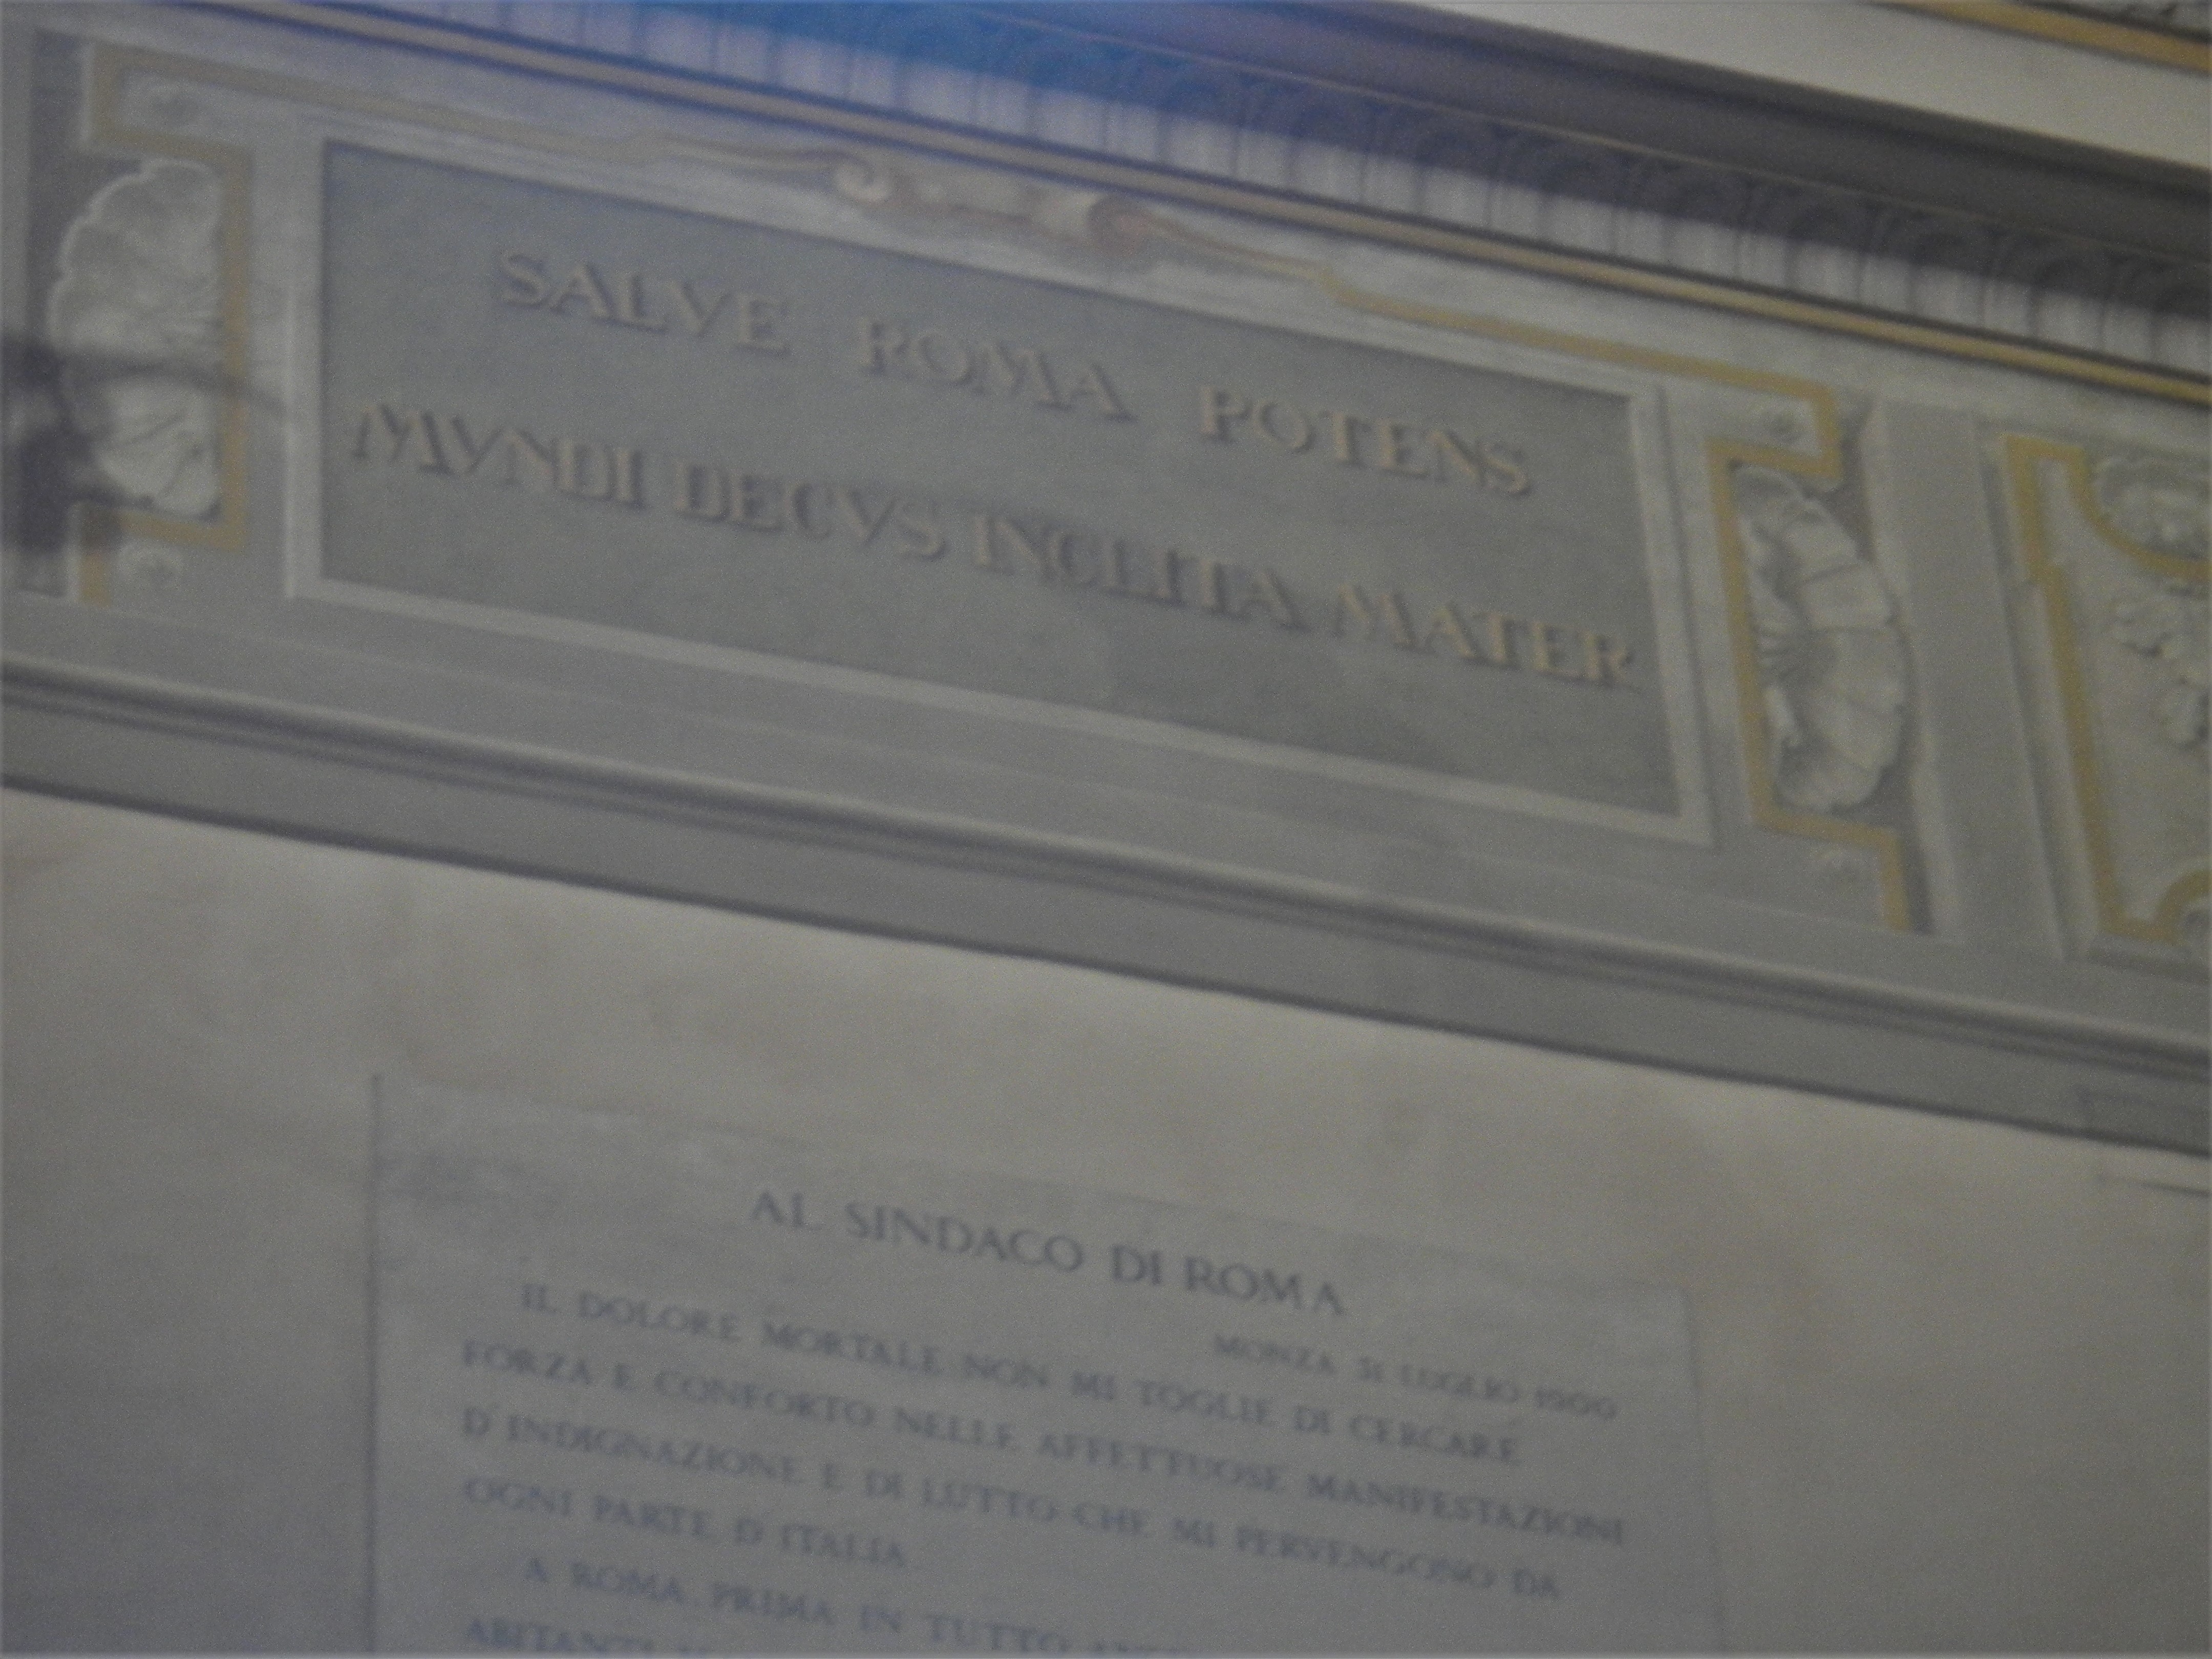 SALVE ROMA POTENS
MVNDI DECVS INCLITA MATER
AL SINDACO DI ROMA
MONZA 31 LUGLIO 1900
IL DOLORE MORTALE NON MI TOGLIE DI CERCARE
FORZA E CONFORTO NELLE AFFETTUOSE MANIFESTAZIONI
D'INDIGNAZIONE E DI LUTTO CHE MI PERVENGONO DA
OGNI PARTE D'ITALIA
A ROMA PRIMA IN TUTTO
ABITANTI